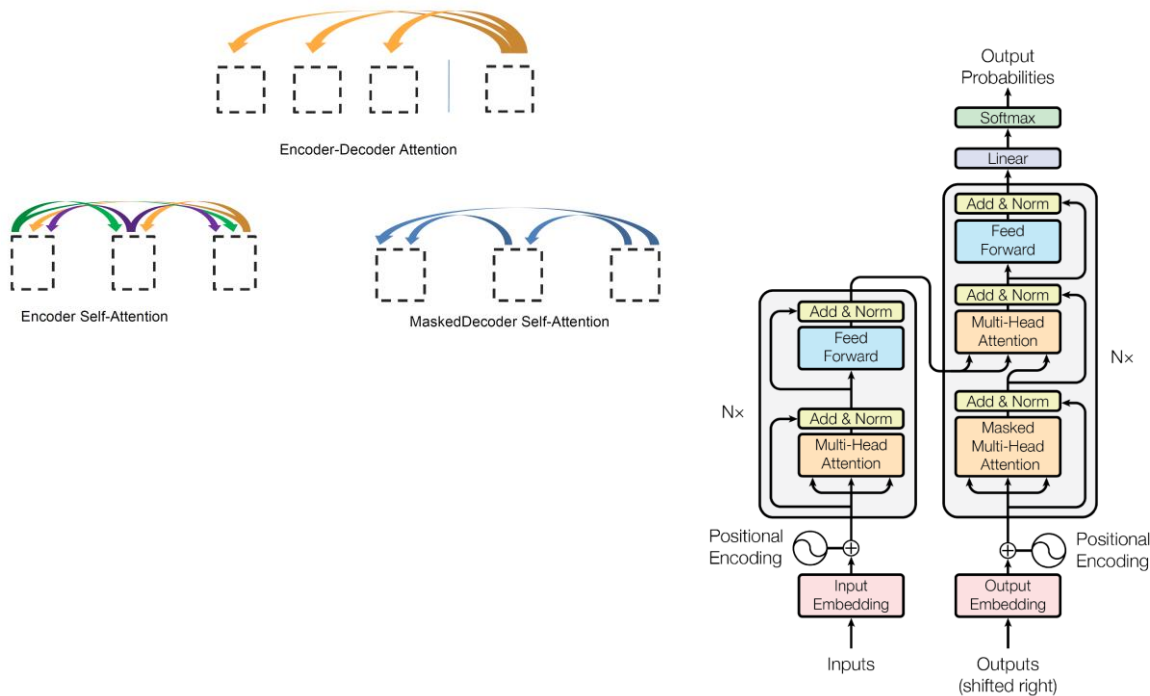 Encoder-Decoder Attention
Encoder Self-Attention
MaskedDecoder Self-Attention
Output
Probabilities
Softmax
Linear
Add & Norm
Feed
Forward
Add & Norm
Multi-Head
Attention
Add & Norm
Masked
Multi-Head
Attention
N×
Add & Norm
Feed
Forward
N×
Add & Norm
Multi-Head
Attention
Positional
Encoding
Positional
Encoding
Input
Embedding
Output
Embedding
Inputs
Outputs
(shifted right)